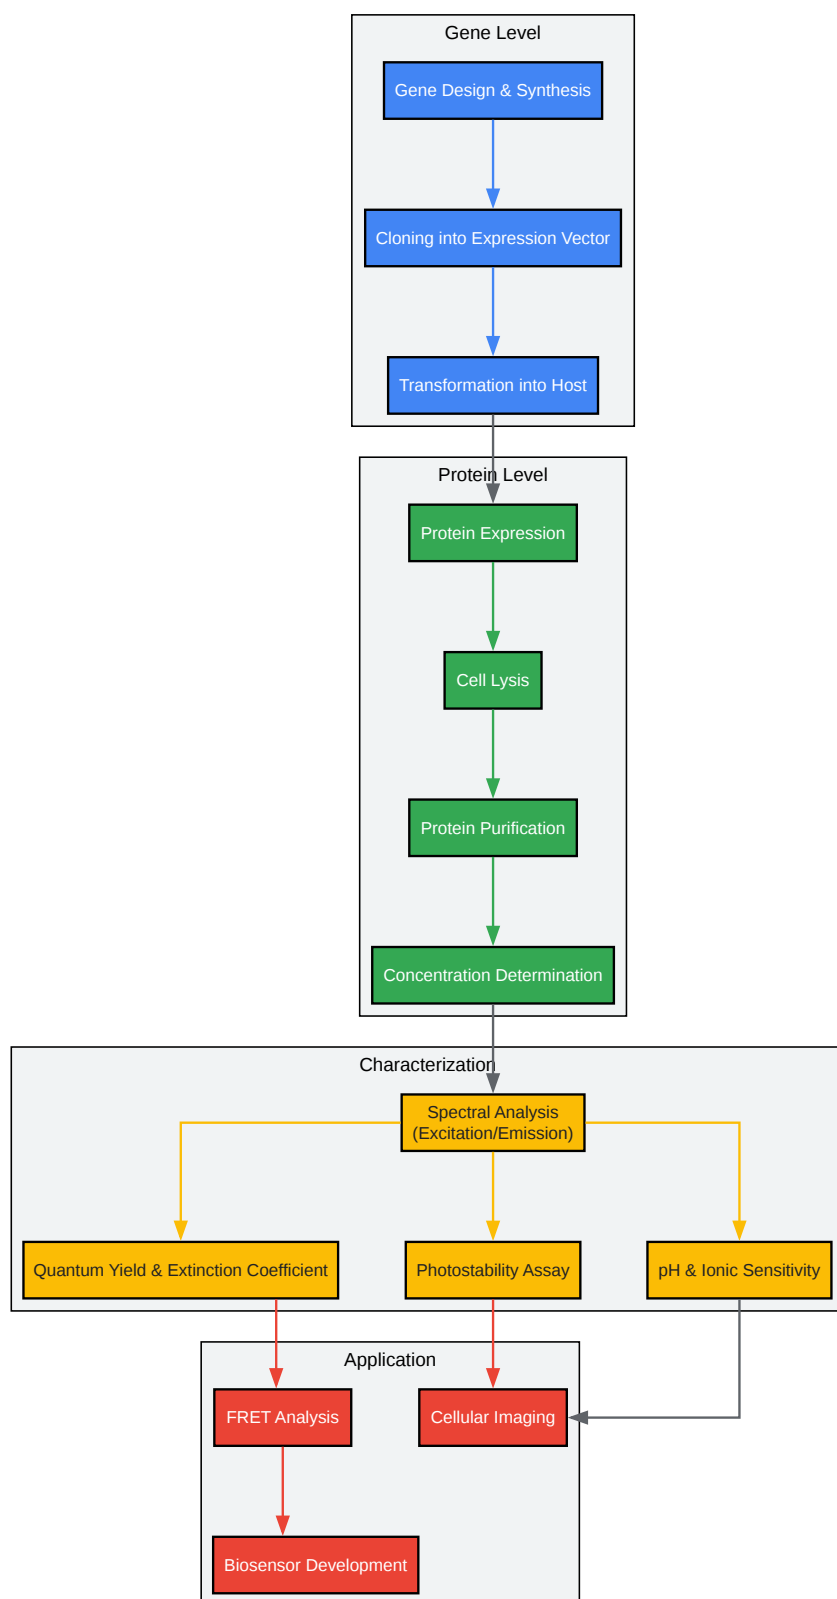 Gene Level
Gene Design & Synthesis
Cloning into Expression Vector
Transformation into Host
Protein Level
Protein Expression
Cell Lysis
Protein Purification
Concentration Determination
Characterization
Spectral Analysis
(Excitation/Emission)
Quantum Yield & Extinction Coefficient
Photostability Assay
pH & Ionic Sensitivity
Application
FRET Analysis
Cellular Imaging
Biosensor Development